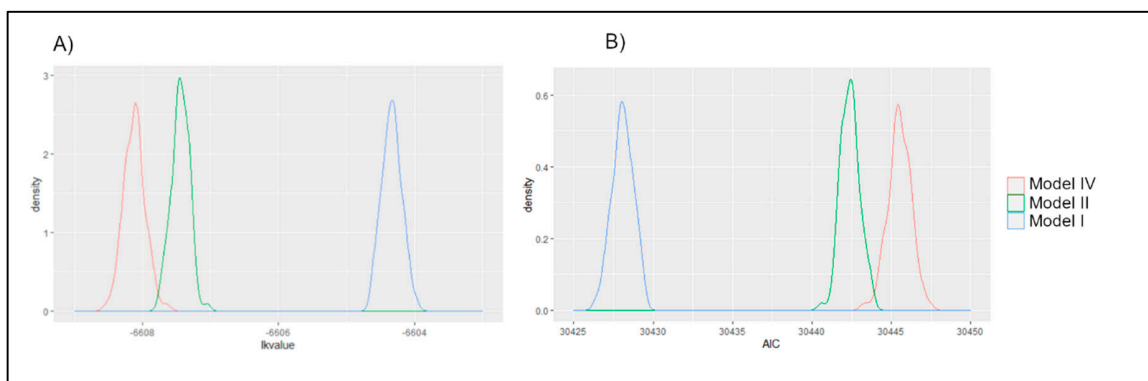 A)
B)
3
2
1
0
density
-6608
-6606
-6604
lkvalue
0.6
0.4
0.2
0.0
density
30425
30430
30435
30440
30445
30450
AIC
Model IV
Model II
Model I